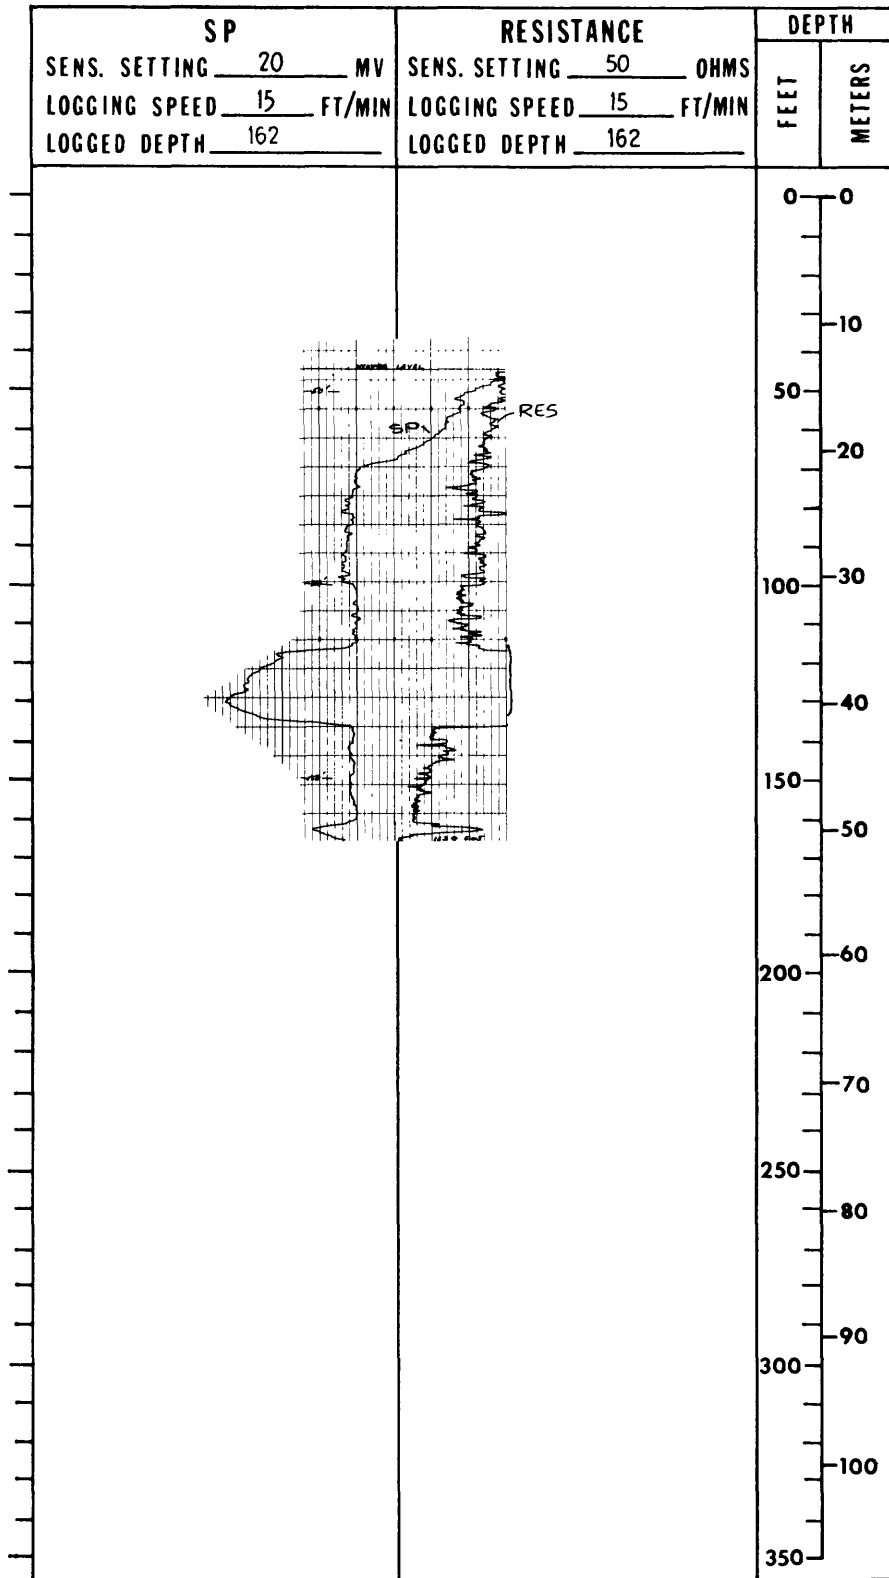 SP
SENS. SETTING 20 MV
LOGGING SPEED 15 FT/MIN
LOGGED DEPTH 162
RESISTANCE
SENS. SETTING 50 OHMS
LOGGING SPEED 15 FT/MIN
LOGGED DEPTH 162
DEPTH
FEET
METERS
0 0
10
LEVEL
50
RES
SP
20
100
30
40
150
50
60
200
70
250
80
90
300
100
350